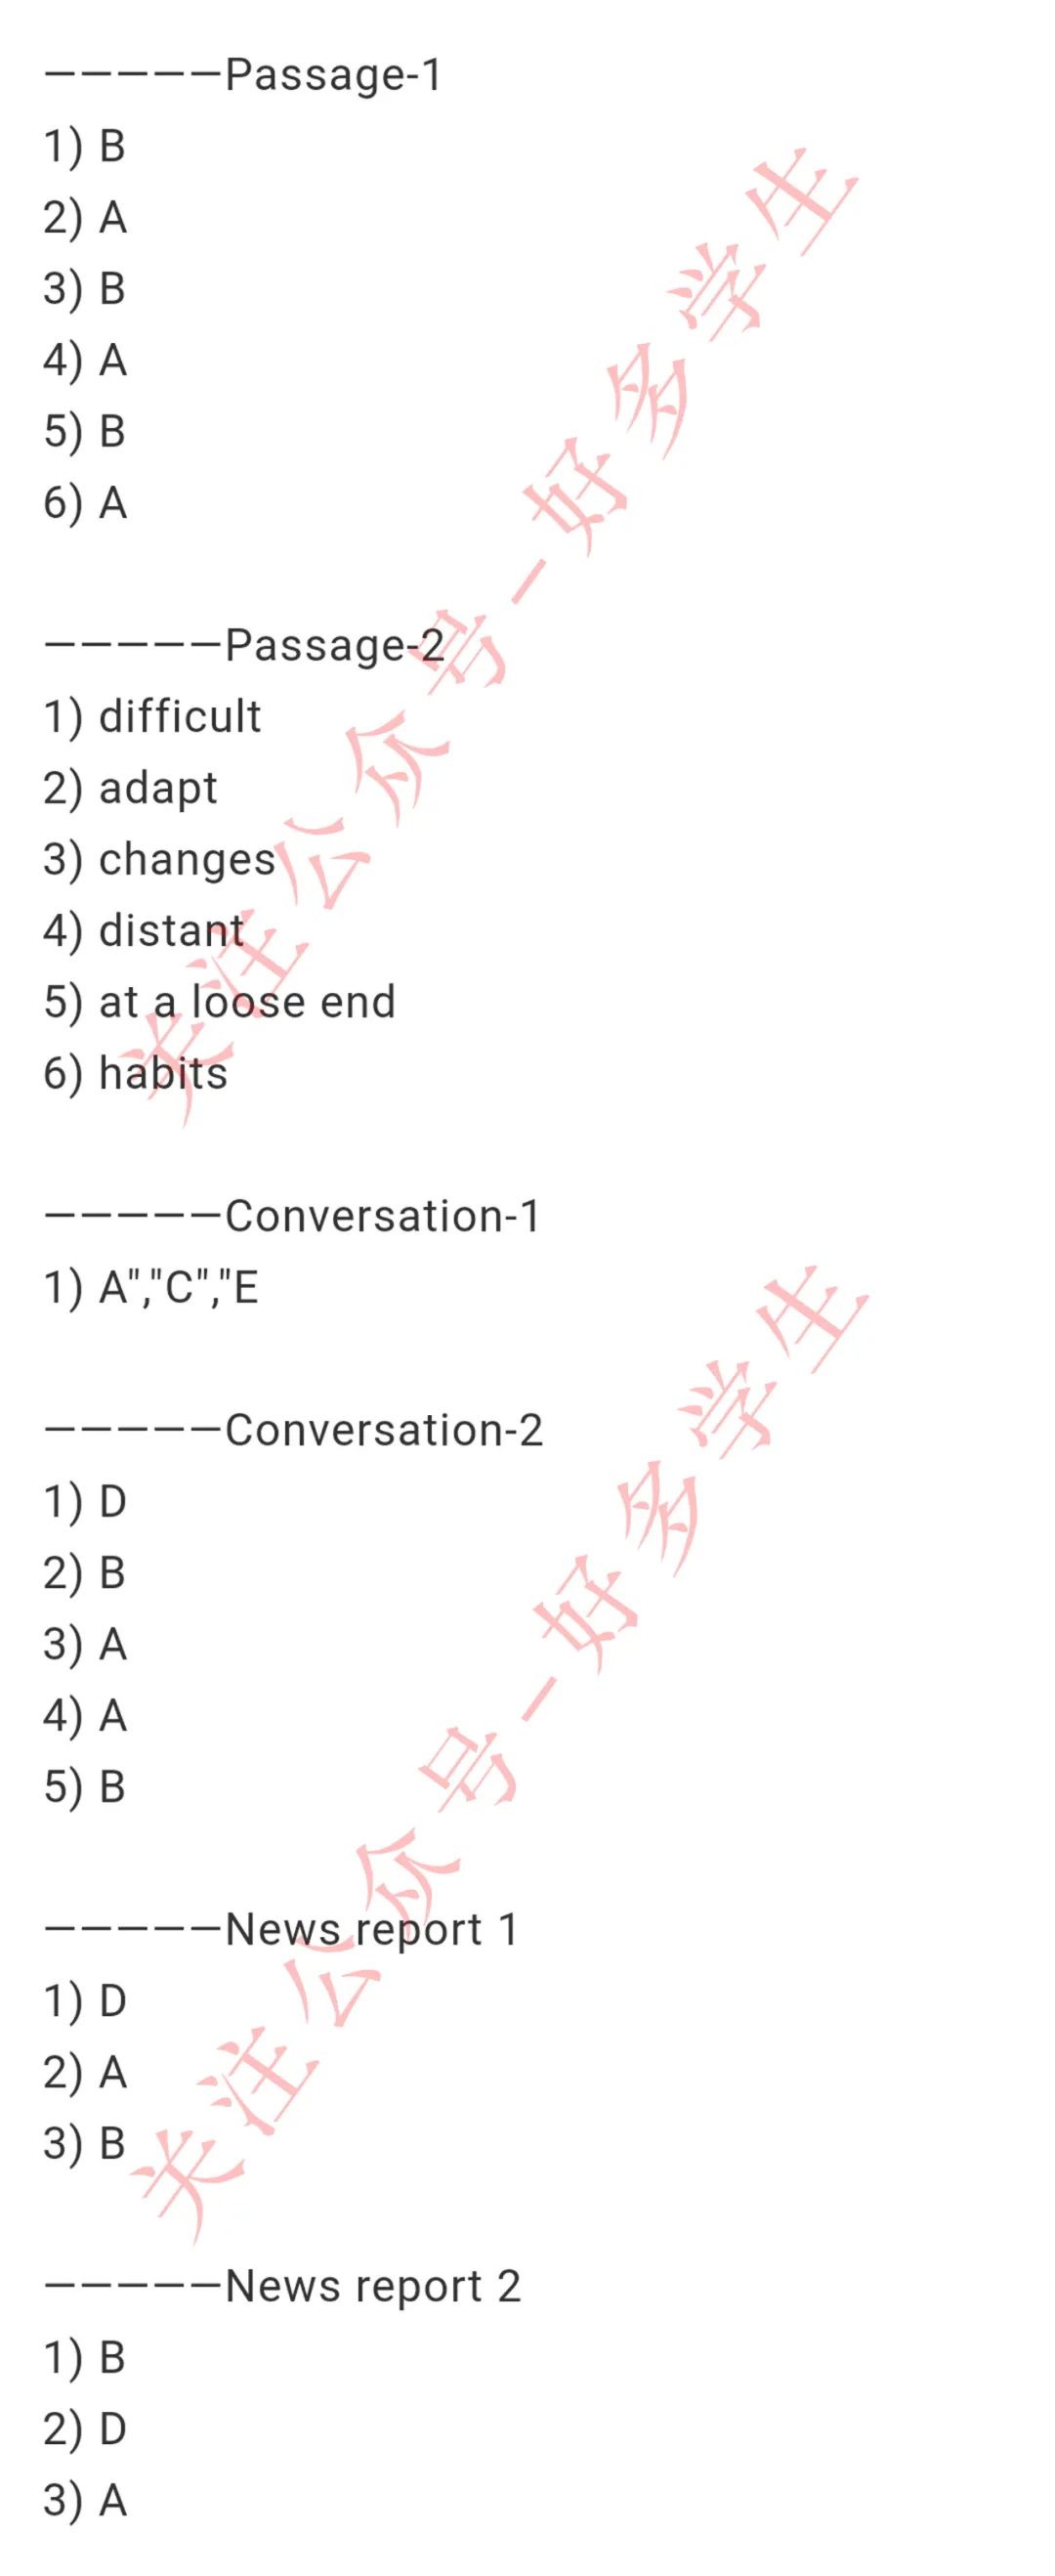 —————Passage-1
1) B
2) A
3) B
4) A
5) B
6) A
—————Passage-2
1) difficult
2) adapt
3) changes
4) distant
5) at a loose end
6) habits
—————Conversation-1
1) A","C","E
—————Conversation-2
1) D
2) B
3) A
4) A
5) B
—————News report 1
1) D
2) A
3) B
—————News report 2
1) B
2) D
3) A
关注公众号-好多学生
关注公众号-好多学生